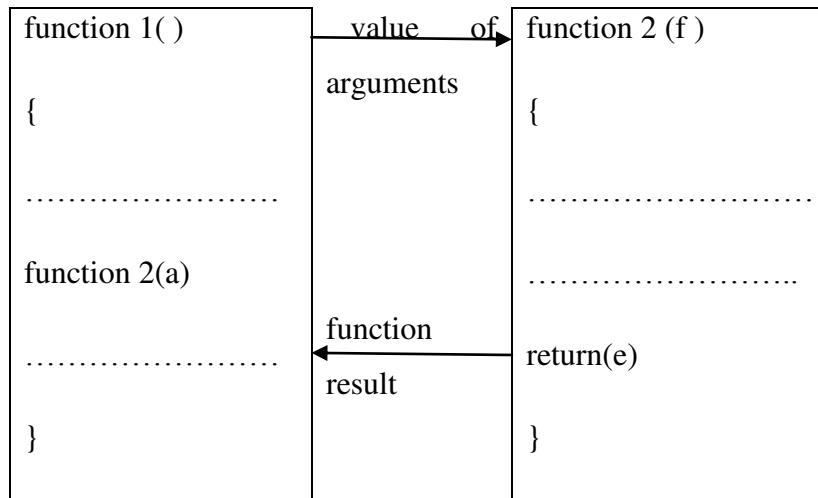 function 1( )
{
……………………
function 2(a)
……………………
}
value of
arguments
function
result
function 2 (f )
{
………………………
……………………..
return(e)
}